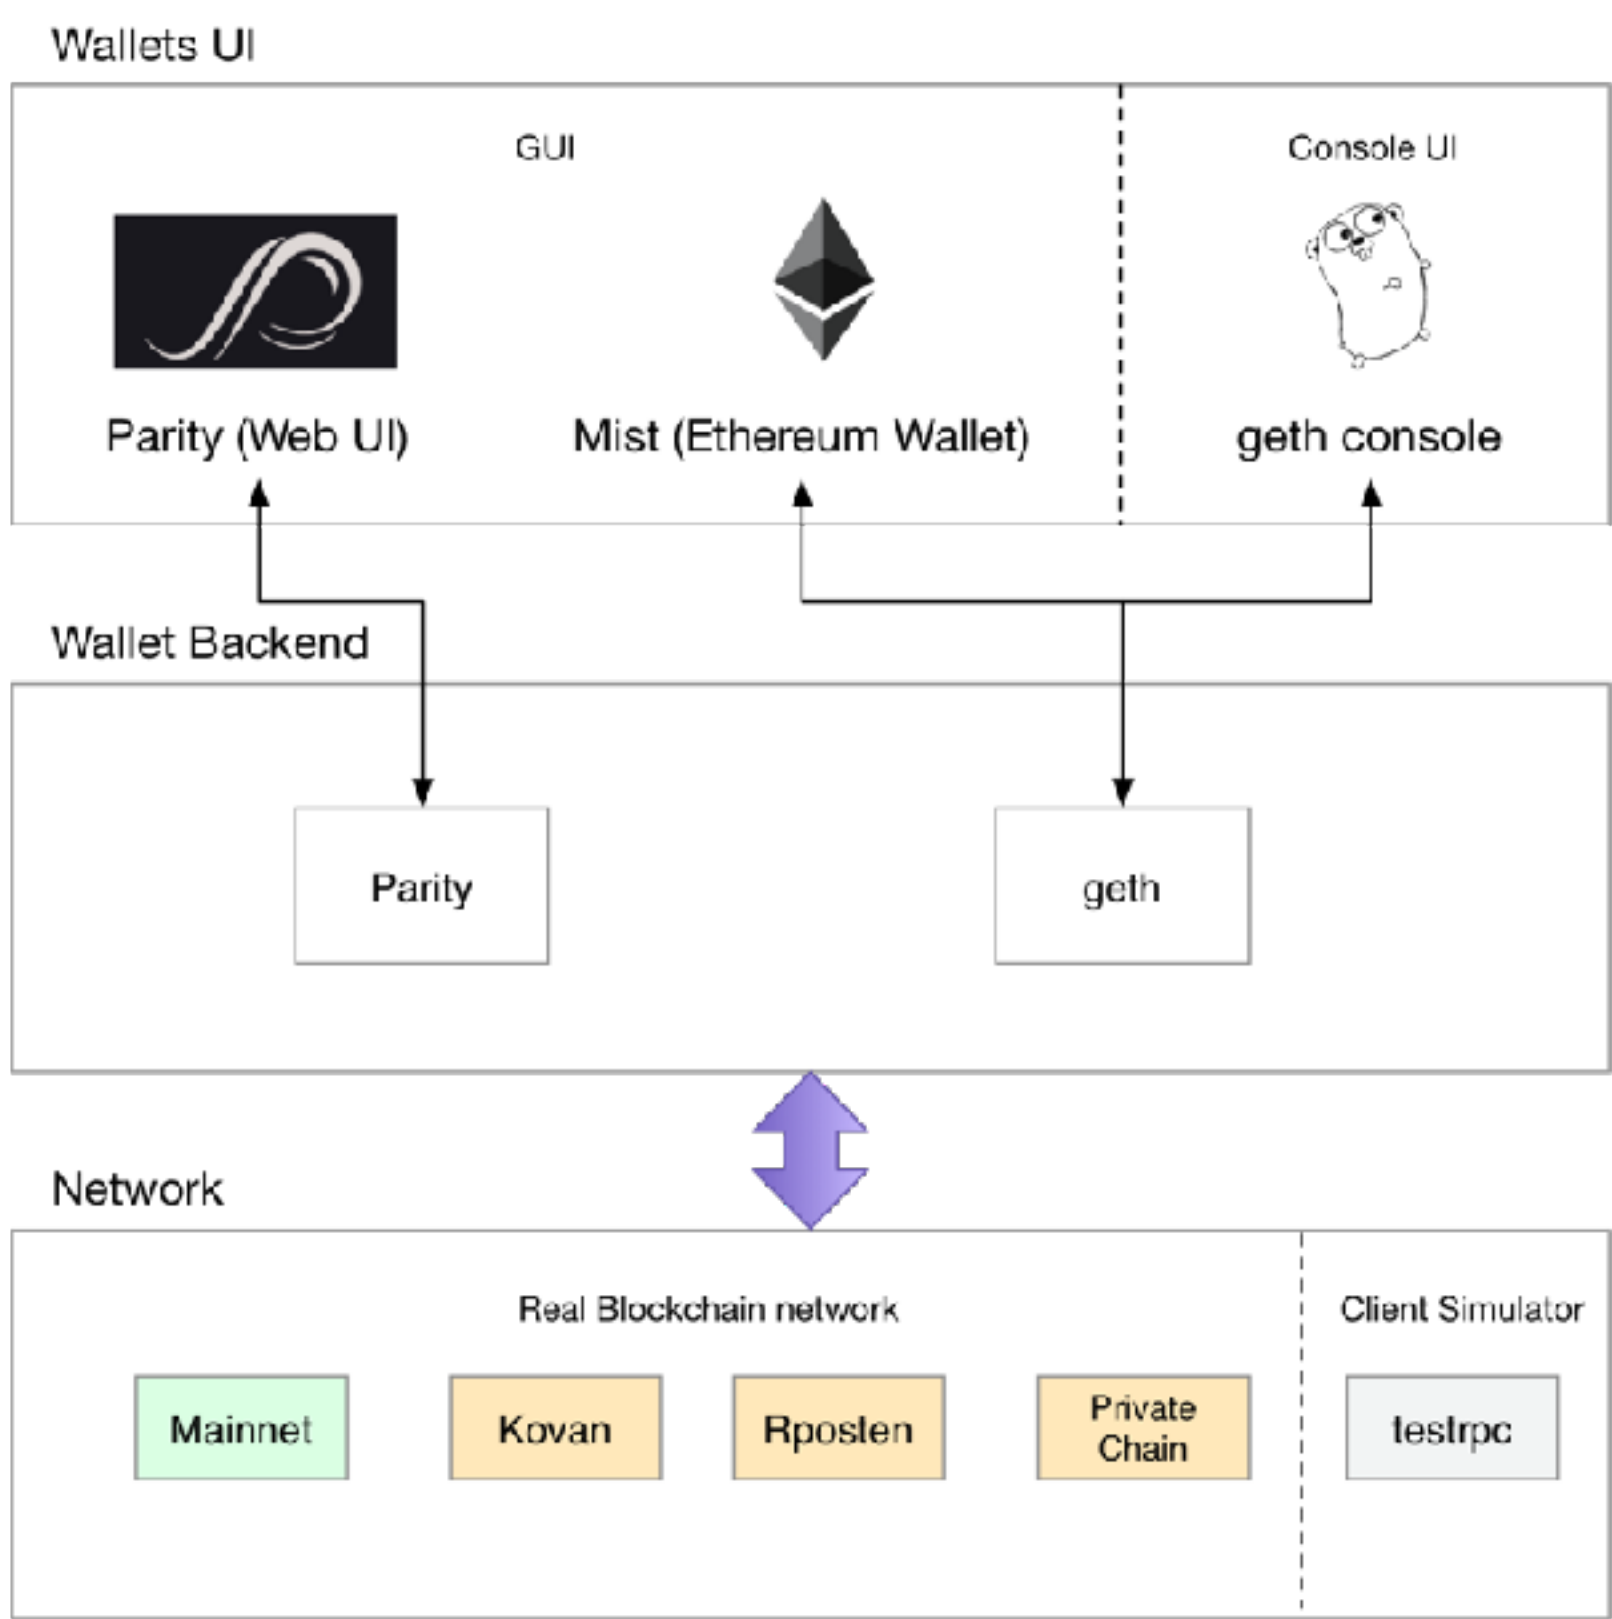 Wallets UI
GUI
Console UI
Parity (Web UI)
Mist (Ethereum Wallet)
geth console
Wallet Backend
Parity
geth
Network
Real Blockchain network
Client Simulator
Mainnet
Kovan
Rposten
Private
Chain
testrpc